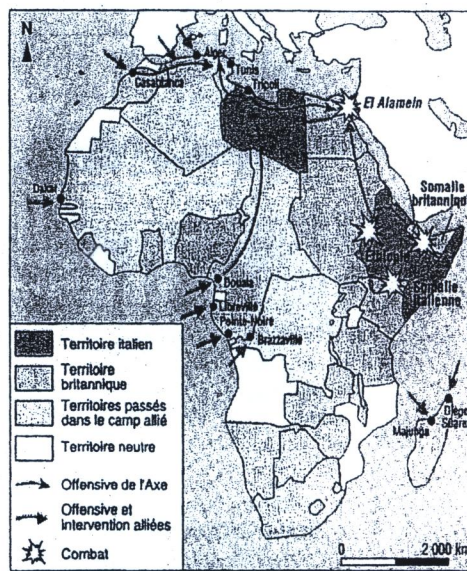 N
Alger
Tunis
Casablanca
Tripoli
El Alamein
Dakar
Somalie
britannique
Ethiopie
Somalie
italienne
Douala
Libreville
Pointe-Noire
Brazzaville
Diego
Suarez
Majunga
Territoire italien
Territoire
britannique
Territoires passés
dans le camp allié
Territoire neutre
Offensive de l'Axe
Offensive et
intervention alliées
Combat
0 2 000 km